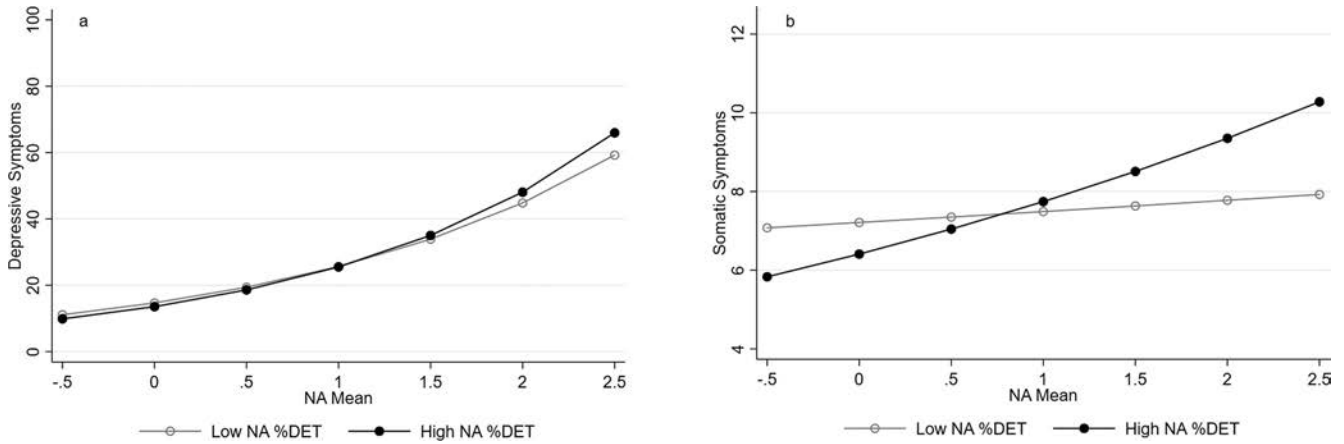 a
100
80
60
40
20
0
Depressive Symptoms
-.5 0 .5 1 1.5 2 2.5
NA Mean
Low NA %DET High NA %DET
b
12
10
8
6
4
Somatic Symptoms
-.5 0 .5 1 1.5 2 2.5
NA Mean
Low NA %DET High NA %DET